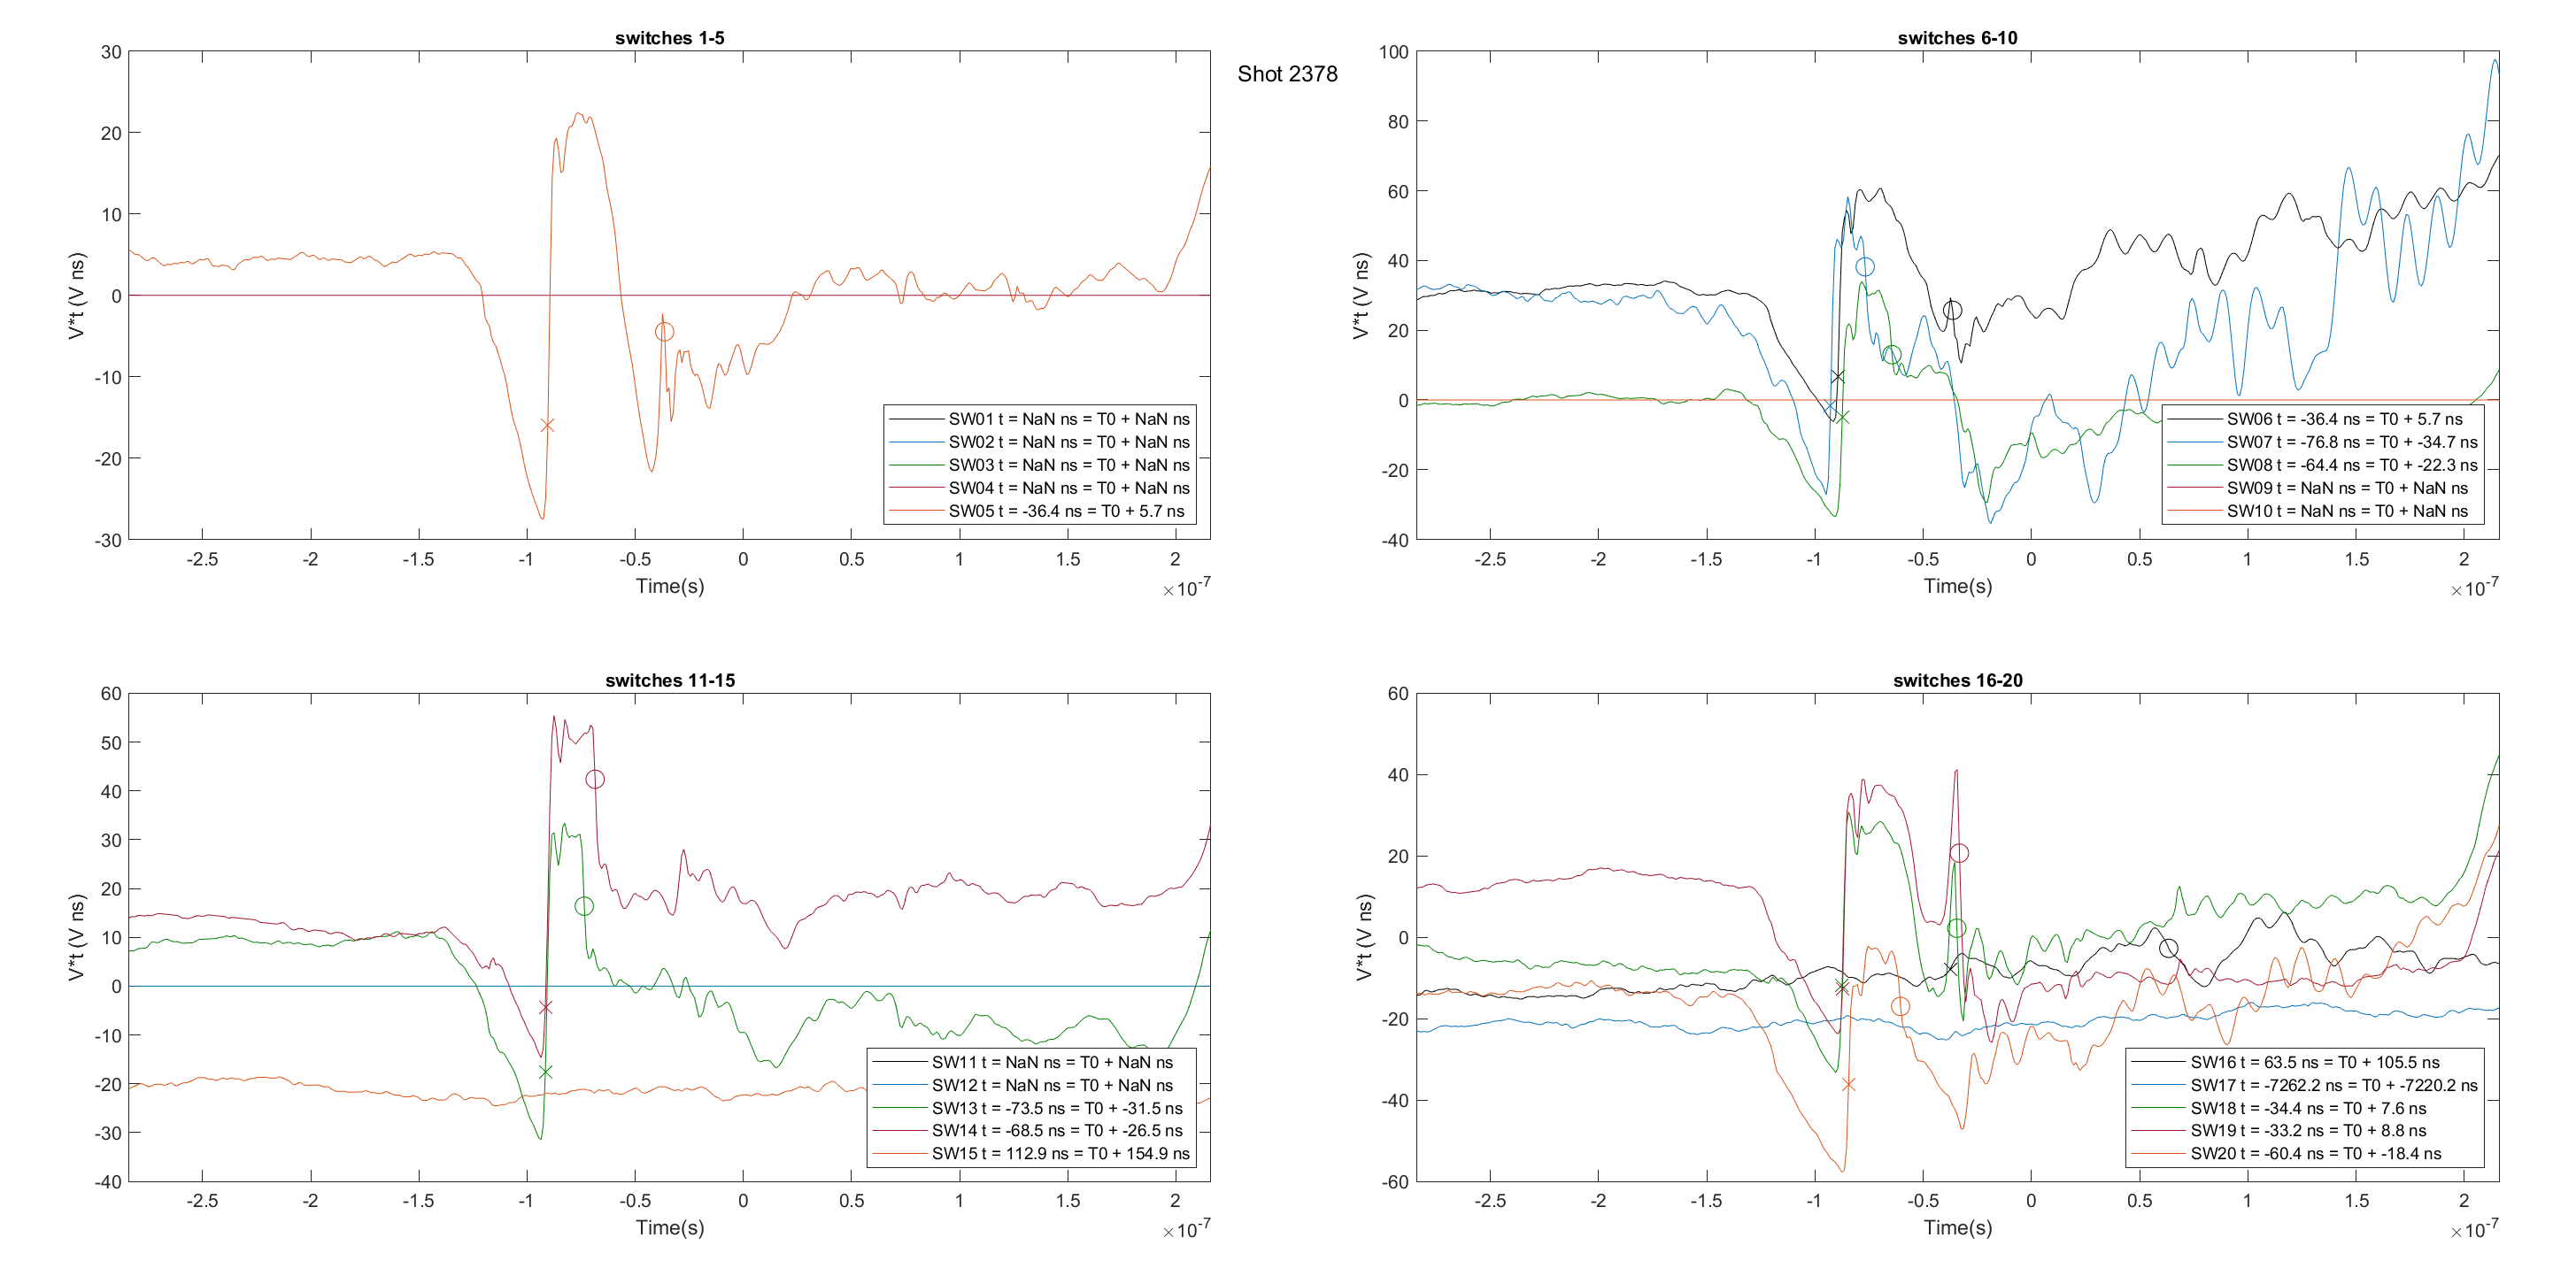 Shot 2378
switches 1-5
30
20
10
0
-10
-20
-30
V*t (V ns)
-2.5 -2 -1.5 -1 -0.5 0 0.5 1 1.5 2
Time(s)
×10-7
SW01 t = NaN ns = T0 + NaN ns
SW02 t = NaN ns = T0 + NaN ns
SW03 t = NaN ns = T0 + NaN ns
SW04 t = NaN ns = T0 + NaN ns
SW05 t = -36.4 ns = T0 + 5.7 ns
switches 6-10
100
80
60
40
20
0
-20
-40
V*t (V ns)
-2.5 -2 -1.5 -1 -0.5 0 0.5 1 1.5 2
Time(s)
×10-7
SW06 t = -36.4 ns = T0 + 5.7 ns
SW07 t = -76.8 ns = T0 + -34.7 ns
SW08 t = -64.4 ns = T0 + -22.3 ns
SW09 t = NaN ns = T0 + NaN ns
SW10 t = NaN ns = T0 + NaN ns
switches 11-15
60
50
40
30
20
10
0
-10
-20
-30
-40
V*t (V ns)
-2.5 -2 -1.5 -1 -0.5 0 0.5 1 1.5 2
Time(s)
×10-7
SW11 t = NaN ns = T0 + NaN ns
SW12 t = NaN ns = T0 + NaN ns
SW13 t = -73.5 ns = T0 + -31.5 ns
SW14 t = -68.5 ns = T0 + -26.5 ns
SW15 t = 112.9 ns = T0 + 154.9 ns
switches 16-20
60
40
20
0
-20
-40
-60
V*t (V ns)
-2.5 -2 -1.5 -1 -0.5 0 0.5 1 1.5 2
Time(s)
×10-7
SW16 t = 63.5 ns = T0 + 105.5 ns
SW17 t = -7262.2 ns = T0 + -7220.2 ns
SW18 t = -34.4 ns = T0 + 7.6 ns
SW19 t = -33.2 ns = T0 + 8.8 ns
SW20 t = -60.4 ns = T0 + -18.4 ns